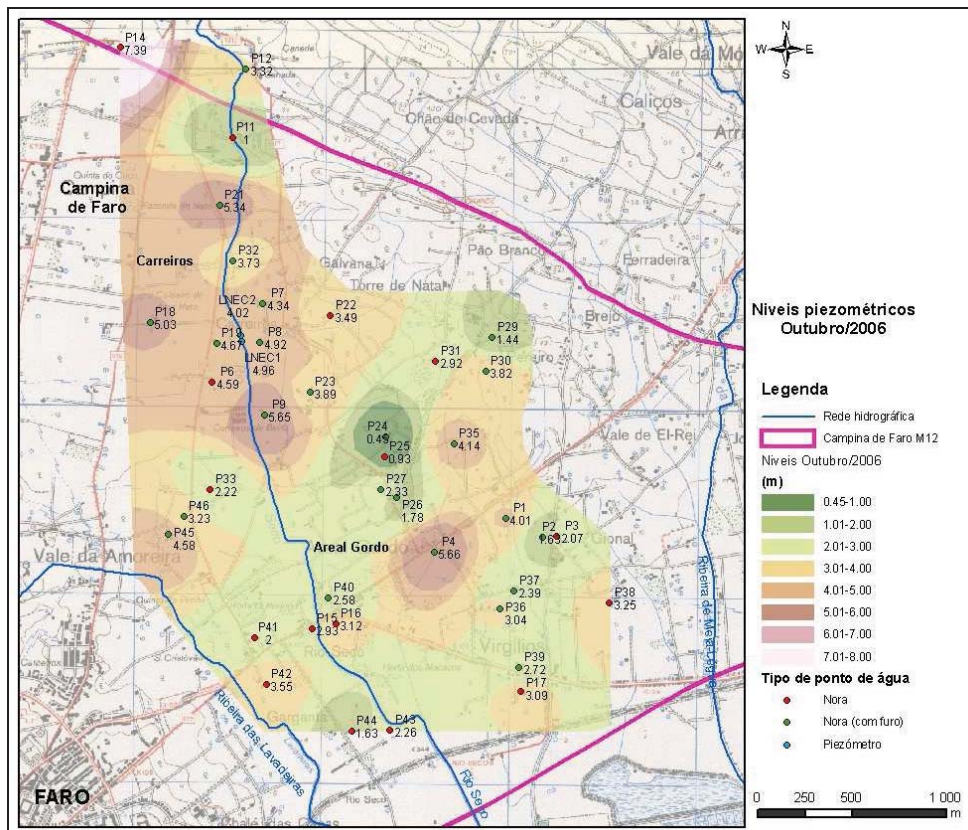 P14
7.39
P12
3.32
N
W E
S
Vale da
Caliços
Chão de Cevada
P11
1
Campina
de Faro
P21
5.34
P32
3.73
Carreiros
Galvana
Pão Branco
Ferradeira
Torre de Natal
P7
4.34
LNEC2
4.02
P18
5.03
P22
3.49
Brejo
P29
1.44
P19
4.67
P8
4.92
LNEC1
4.96
P31
2.92
P30
3.82
P6
4.59
P23
3.89
P9
5.65
P24
P25
0.93
P35
4.14
Vale de El-Rei
P33
2.22
P27
2.33
P26
1.78
P46
3.23
P1
4.01
P45
4.58
Vale da Amoreira
Areal Gordo
P2
P3
2.07
Gional
P4
5.66
P40
2.58
P37
2.39
P38
3.25
P36
3.04
P15
2.93
P16
3.12
P41
2
Rio Seco
Virgílios
P39
2.72
P42
3.55
P17
3.09
P44
1.63
P43
2.26
Ribeira das Lavadeiras
Rio Seco
Rio Seco
FARO
Niveis piezométricos
Outubro/2006
Legenda
Rede hidrográfica
Campina de Faro M12
Niveis Outubro/2006
(m)
0.45-1.00
1.01-2.00
2.01-3.00
3.01-4.00
4.01-5.00
5.01-6.00
6.01-7.00
7.01-8.00
Tipo de ponto de água
Nora
Nora (com furo)
Piezómetro
0 250 500 1 000
m